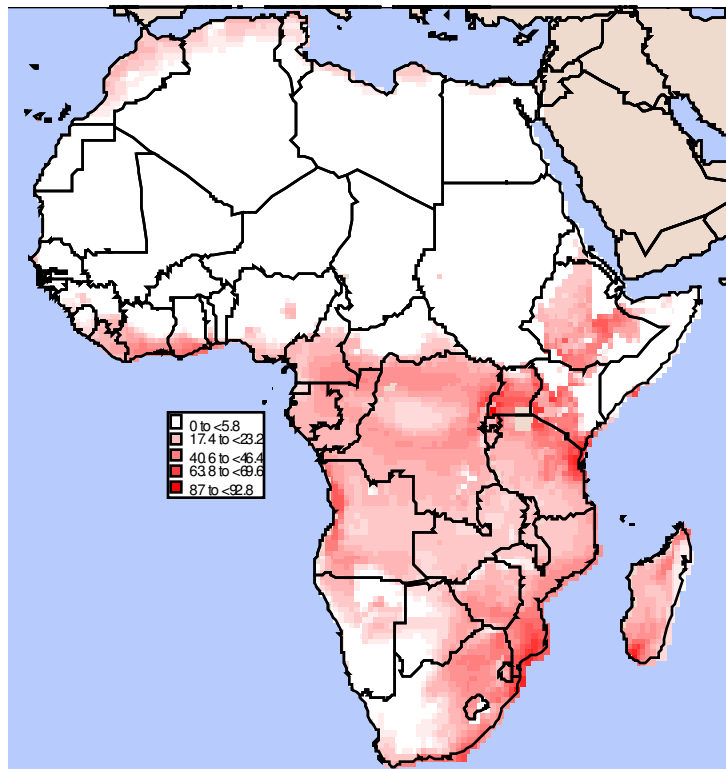 0 to <5.8
17.4 to <23.2
40.6 to <46.4
63.8 to <69.6
87 to <92.8